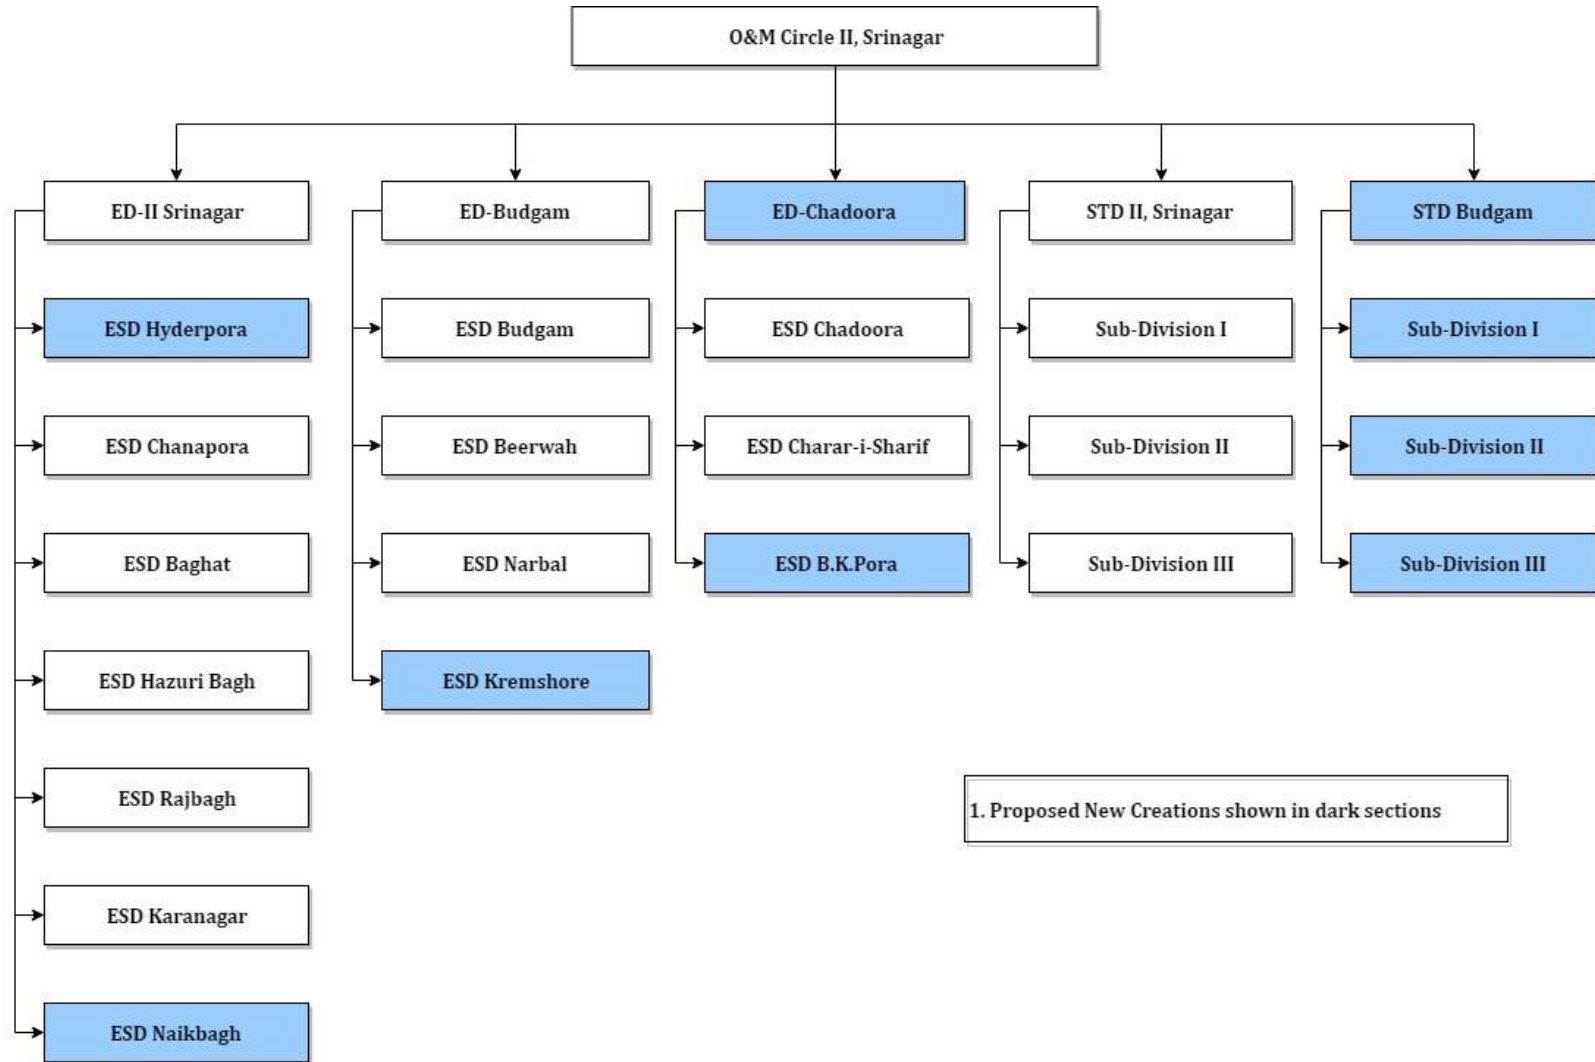 O&M Circle II, Srinagar
ED-II Srinagar
ED-Budgam
ED-Chadoora
STD II, Srinagar
STD Budgam
ESD Hyderpora
ESD Budgam
ESD Chadoora
Sub-Division I
Sub-Division I
ESD Chanapora
ESD Beerwah
ESD Charar-i-Sharif
Sub-Division II
Sub-Division II
ESD Baghat
ESD Narbal
ESD B.K.Pora
Sub-Division III
Sub-Division III
ESD Hazuri Bagh
ESD Kremshore
ESD Rajbagh
1. Proposed New Creations shown in dark sections
ESD Karanagar
ESD Naikbagh